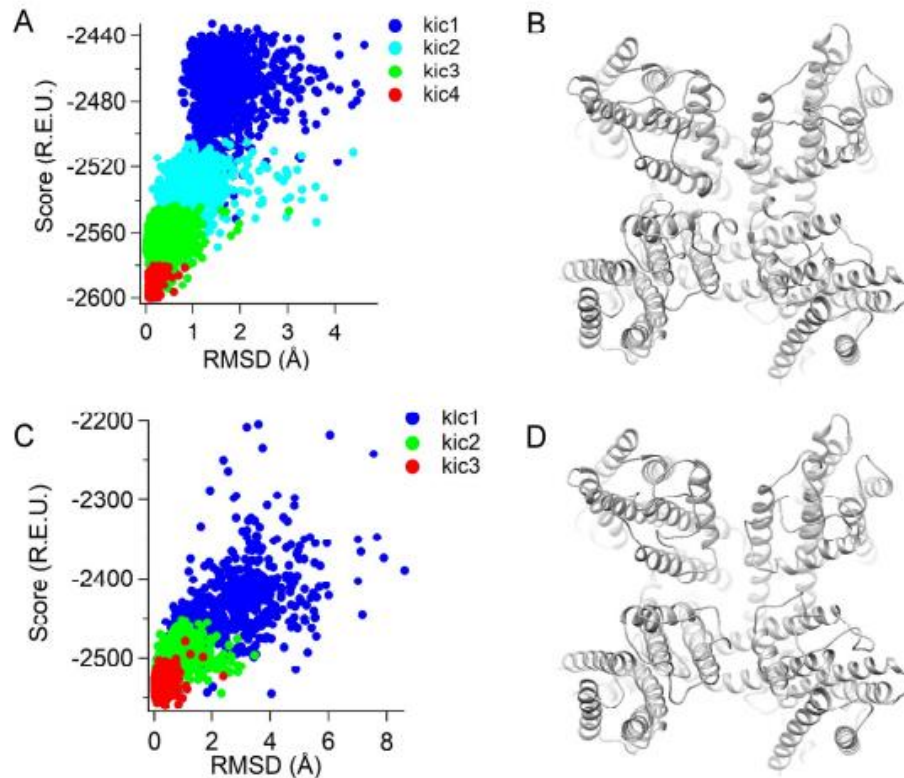 A
Score (R.E.U.)
-2440
-2480
-2520
-2560
-2600
0 1 2 3 4
RMSD (Å)
kic1
kic2
kic3
kic4
B
C
Score (R.E.U.)
-2200
-2300
-2400
-2500
0 2 4 6 8
RMSD (Å)
kic1
kic2
kic3
D